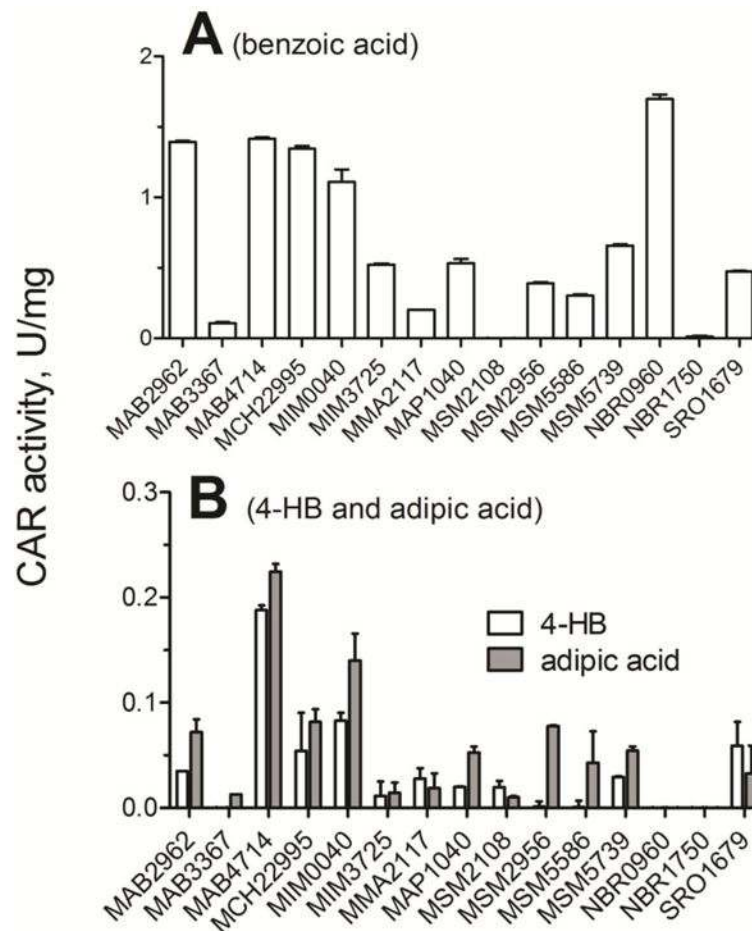 A (benzoic acid)
CAR activity, U/mg
2
1
0
MAB2962
MAB3367
MAB4714
MCH22995
MIM0040
MIM3725
MMA2117
MAP1040
MSM2108
MSM2956
MSM5586
MSM5739
NBR0960
NBR1750
SRO1679
B (4-HB and adipic acid)
0.3
0.2
0.1
0.0
4-HB
adipic acid
MAB2962
MAB3367
MAB4714
MCH22995
MIM0040
MIM3725
MMA2117
MAP1040
MSM2108
MSM2956
MSM5586
MSM5739
NBR0960
NBR1750
SRO1679